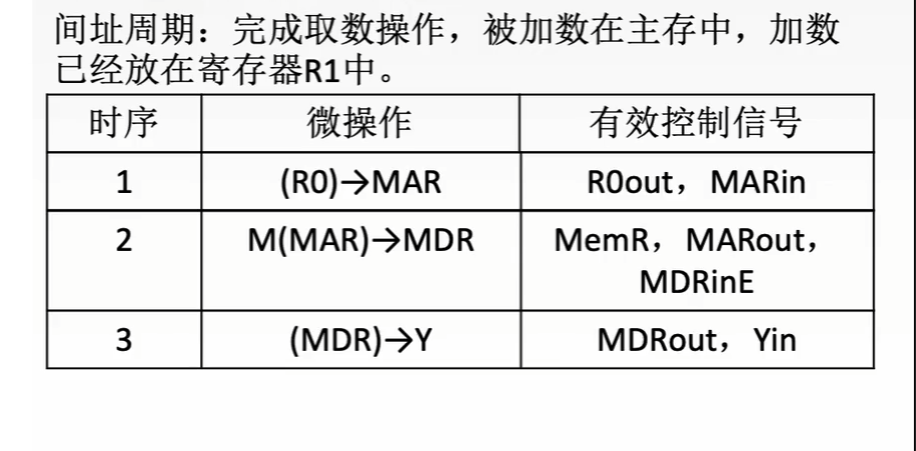 间址周期：完成取数操作，被加数在主存中，加数
已经放在寄存器R1中。
时序 微操作 有效控制信号
1 (R0)→MAR R0out，MARin
2 M(MAR)→MDR MemR，MARout，
MDRinE
3 (MDR)→Y MDRout，Yin